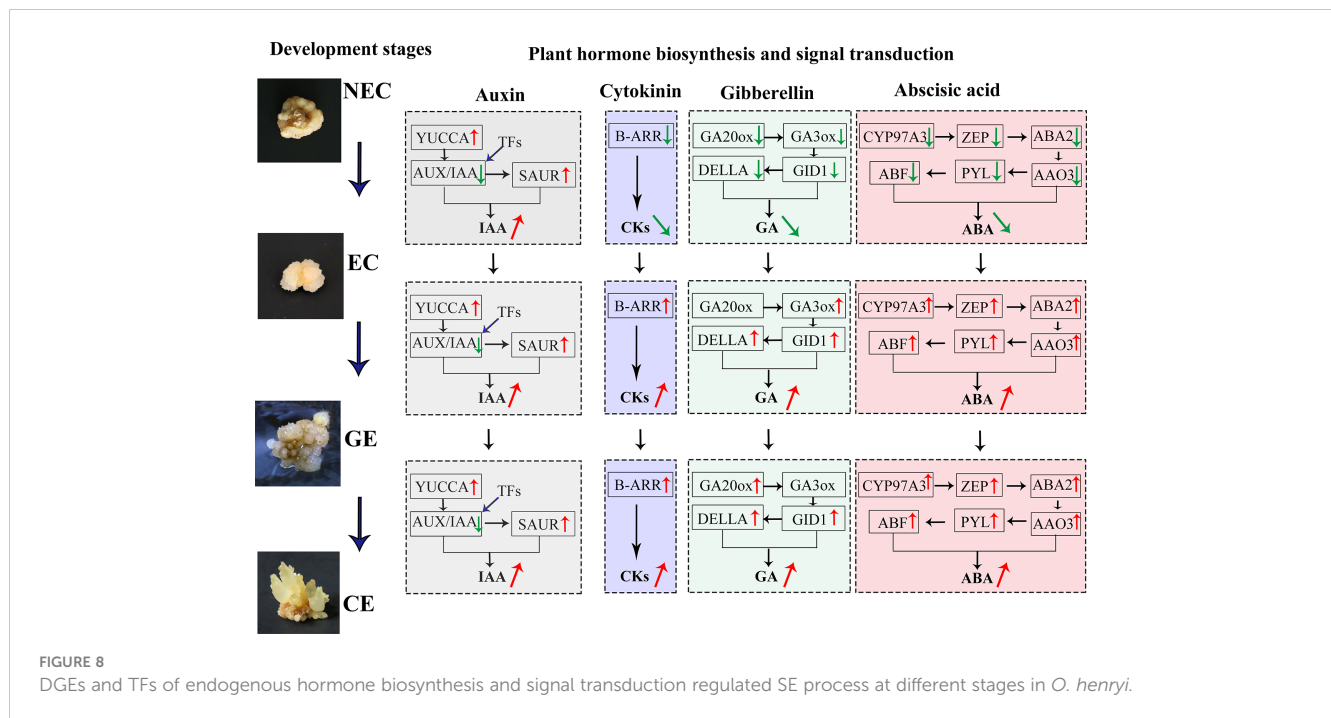 Development stages
Plant hormone biosynthesis and signal transduction
NEC
Auxin
Cytokinin
Gibberellin
Abscisic acid
YUCCA
TFs
AUX/IAA
SAUR
IAA
B-ARR
CKs
GA20ox
GA3ox
DELLA
GID1
GA
CYP97A3
ZEP
ABA2
ABF
PYL
AAO3
ABA
EC
YUCCA
TFs
AUX/IAA
SAUR
IAA
B-ARR
CKs
GA20ox
GA3ox
DELLA
GID1
GA
CYP97A3
ZEP
ABA2
ABF
PYL
AAO3
ABA
GE
YUCCA
TFs
AUX/IAA
SAUR
IAA
B-ARR
CKs
GA20ox
GA3ox
DELLA
GID1
GA
CYP97A3
ZEP
ABA2
ABF
PYL
AAO3
ABA
CE
FIGURE 8
DGEs and TFs of endogenous hormone biosynthesis and signal transduction regulated SE process at different stages in O. henryi.